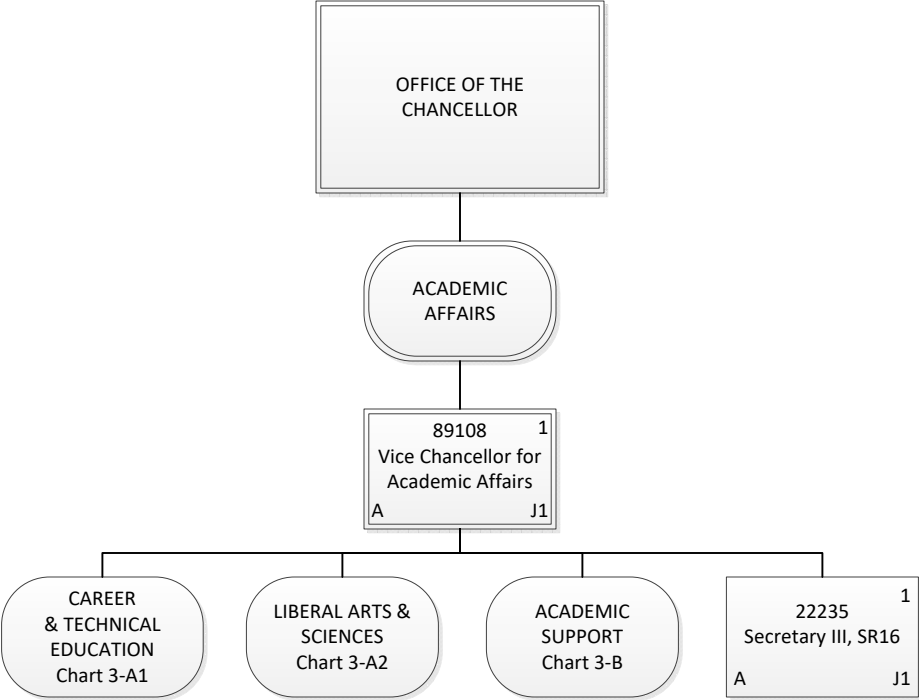 OFFICE OF THE
CHANCELLOR
ACADEMIC
AFFAIRS
89108 1
Vice Chancellor for
Academic Affairs
A J1
CAREER
& TECHNICAL
EDUCATION
Chart 3-A1
LIBERAL ARTS &
SCIENCES
Chart 3-A2
ACADEMIC
SUPPORT
Chart 3-B
1
22235
Secretary III, SR16
A J1